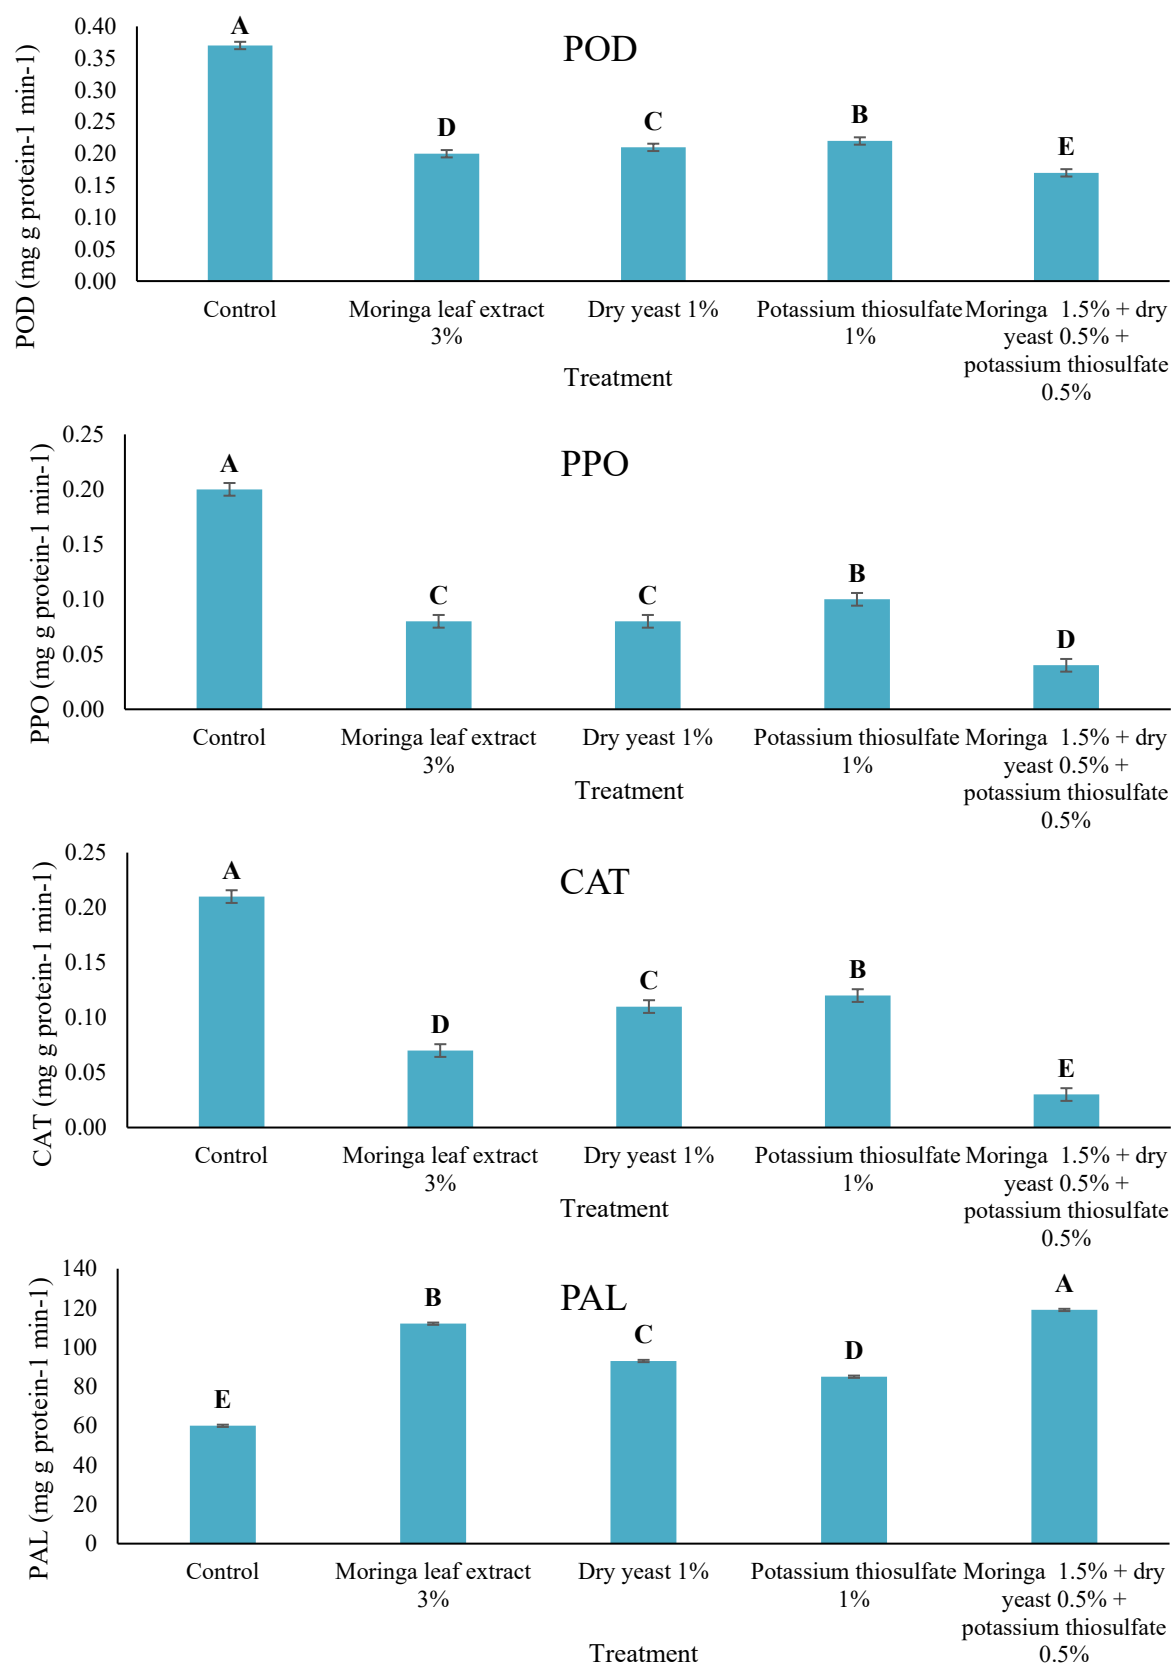 POD
POD (mg g protein-1 min-1)
0.40
0.35
0.30
0.25
0.20
0.15
0.10
0.05
0.00
A
D
C
B
E
Control
Moringa leaf extract
3%
Dry yeast 1%
Potassium thiosulfate
1%
Moringa 1.5% + dry
yeast 0.5% +
potassium thiosulfate
0.5%
Treatment
PPO
PPO (mg g protein-1 min-1)
0.25
0.20
0.15
0.10
0.05
0.00
A
C
C
B
D
Control
Moringa leaf extract
3%
Dry yeast 1%
Potassium thiosulfate
1%
Moringa 1.5% + dry
yeast 0.5% +
potassium thiosulfate
0.5%
Treatment
CAT
CAT (mg g protein-1 min-1)
0.25
0.20
0.15
0.10
0.05
0.00
A
D
C
B
E
Control
Moringa leaf extract
3%
Dry yeast 1%
Potassium thiosulfate
1%
Moringa 1.5% + dry
yeast 0.5% +
potassium thiosulfate
0.5%
Treatment
PAL
PAL (mg g protein-1 min-1)
140
120
100
80
60
40
20
0
E
B
C
D
A
Control
Moringa leaf extract
3%
Dry yeast 1%
Potassium thiosulfate
1%
Moringa 1.5% + dry
yeast 0.5% +
potassium thiosulfate
0.5%
Treatment